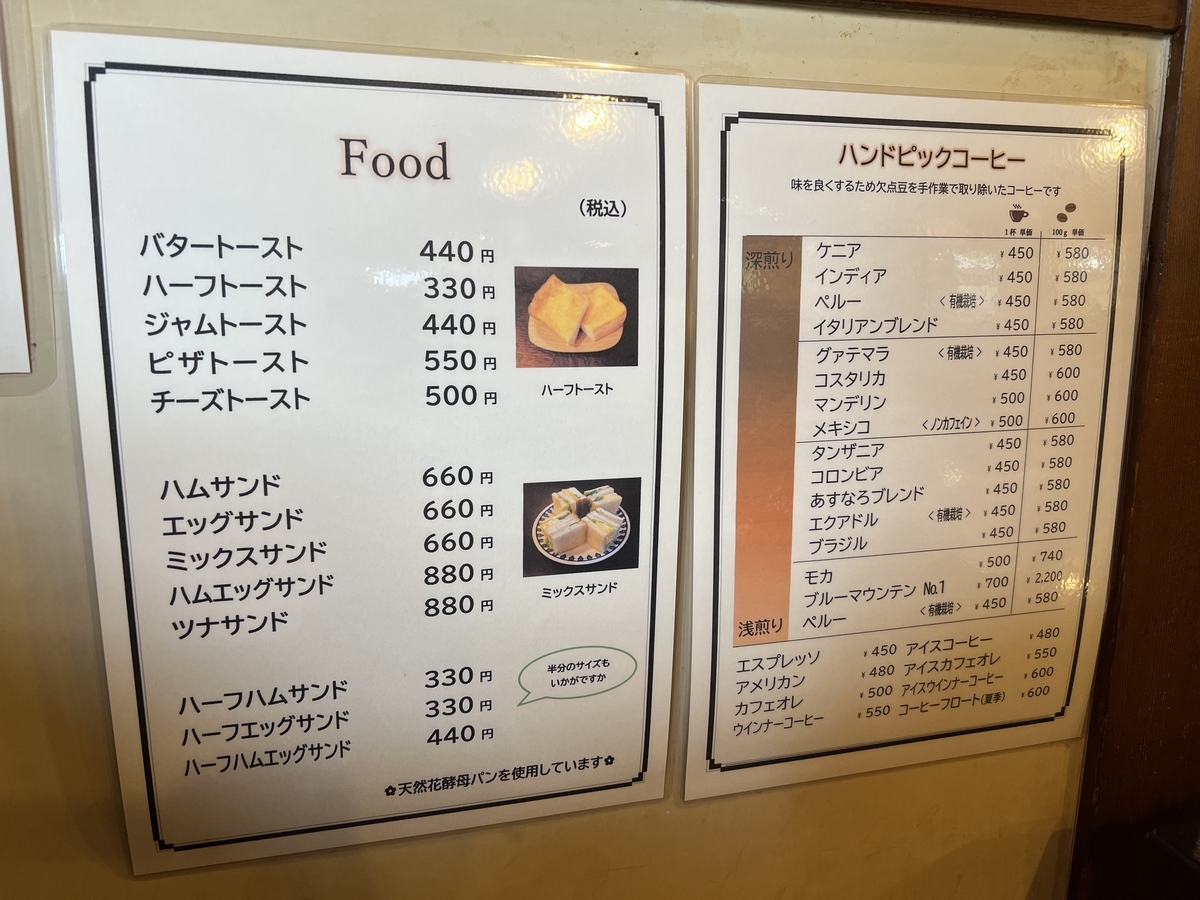 Food
(税込)
バタートースト 440円
ハーフトースト 330円
ジャムトースト 440円
ピザトースト 550円
チーズトースト 500円
ハーフトースト
ハムサンド 660円
エッグサンド 660円
ミックスサンド 660円
ハムエッグサンド 880円
ツナサンド 880円
ミックスサンド
ハーフハムサンド 330円
ハーフエッグサンド 330円
ハーフハムエッグサンド 440円
半分のサイズも
いかがですか
✿天然花酵母パンを使用しています✿
ハンドピックコーヒー
味を良くするため欠点豆を手作業で取り除いたコーヒーです
1杯 単価 100g 単価
深煎り
ケニア ¥450 ¥580
インディア ¥450 ¥580
ペルー <有機栽培> ¥450 ¥580
イタリアンブレンド ¥450 ¥580
グァテマラ <有機栽培> ¥450 ¥580
コスタリカ ¥450 ¥600
マンデリン ¥500 ¥600
メキシコ <ノンカフェイン> ¥500 ¥600
タンザニア ¥450 ¥580
コロンビア ¥450 ¥580
あすなろブレンド ¥450 ¥580
エクアドル <有機栽培> ¥450 ¥580
ブラジル ¥450 ¥580
モカ ¥500 ¥740
ブルーマウンテン No.1 ¥700 ¥2,200
ペルー <有機栽培> ¥450 ¥580
浅煎り
エスプレッソ ¥450 アイスコーヒー ¥480
アメリカン ¥480 アイスカフェオレ ¥550
カフェオレ ¥500 アイスウインナーコーヒー ¥600
ウインナーコーヒー ¥550 コーヒーフロート(夏季) ¥600